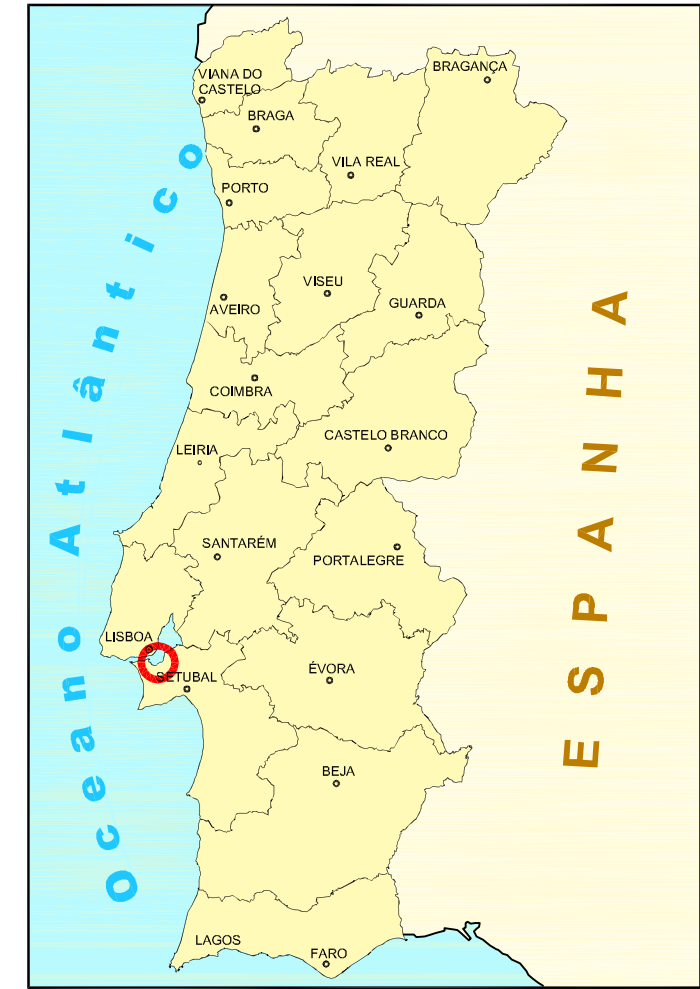 VIANA DO
CASTELO
BRAGANÇA
BRAGA
VILA REAL
PORTO
VISEU
GUARDA
AVEIRO
COIMBRA
CASTELO BRANCO
LEIRIA
SANTARÉM
PORTALEGRE
LISBOA
SETUBAL
ÉVORA
BEJA
LAGOS
FARO
Oceano Atlântico
ESPANHA